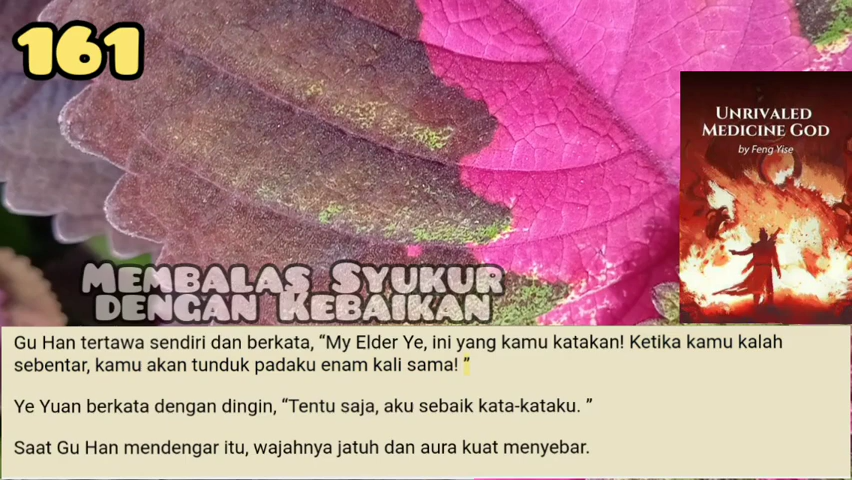 161
UNRIVALED
MEDICINE GOD
by Feng Yise
MEMBALAS SYUKUR
DENGAN KEBAIKAN
Gu Han tertawa sendiri dan berkata, “My Elder Ye, ini yang kamu katakan! Ketika kamu kalah
sebentar, kamu akan tunduk padaku enam kali sama! ”
Ye Yuan berkata dengan dingin, “Tentu saja, aku sebaik kata-kataku. ”
Saat Gu Han mendengar itu, wajahnya jatuh dan aura kuat menyebar.